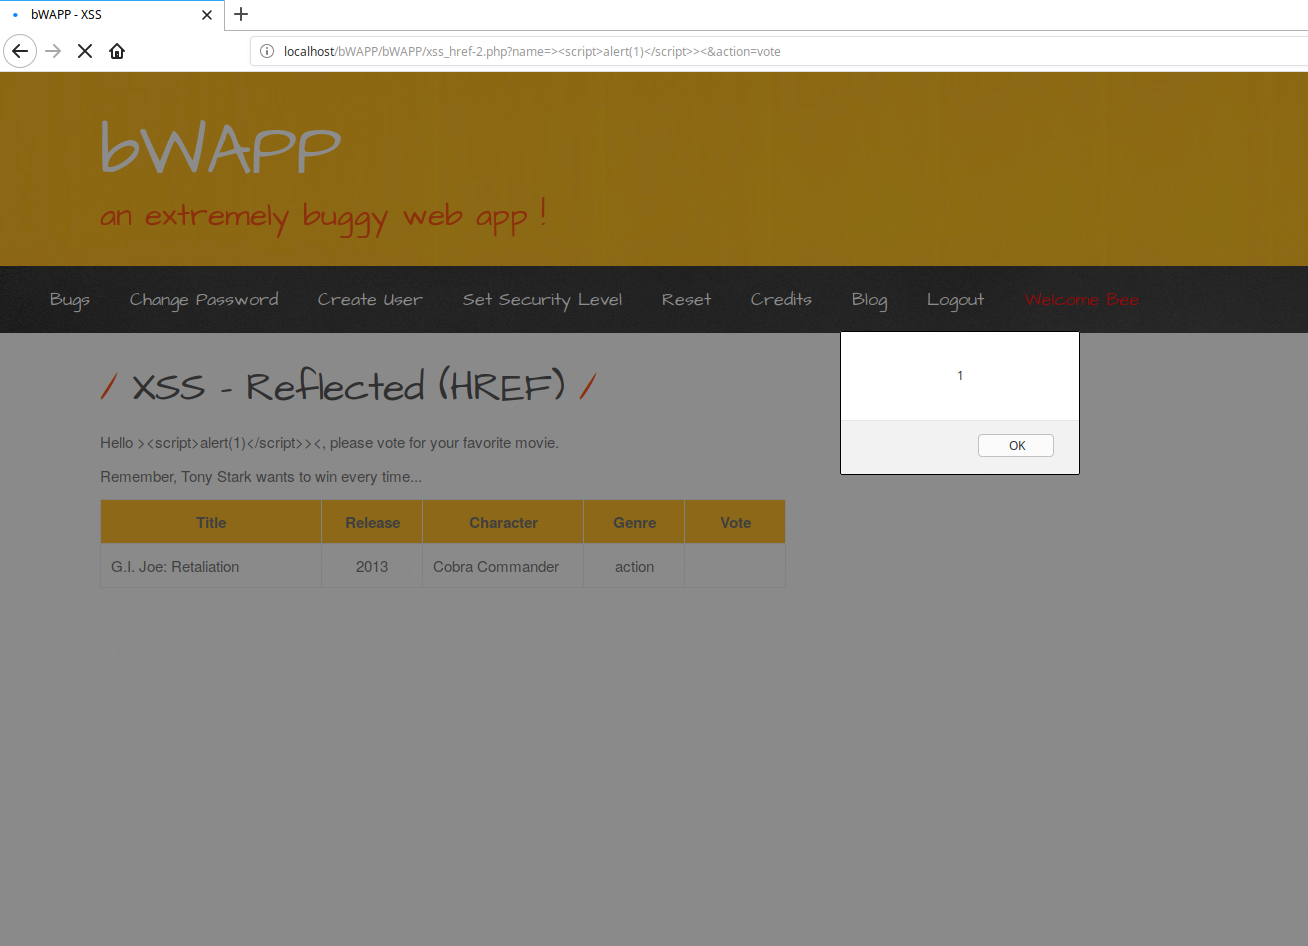 bWAPP - XSS
localhost/bWAPP/bWAPP/xss_href-2.php?name=><script>alert(1)</script>><&action=vote
bWAPP
an extremely buggy web app !
Bugs Change Password Create User Set Security Level Reset Credits Blog Logout Welcome Bee
/ XSS - Reflected (HREF) /
1
OK
Hello ><script>alert(1)</script>><, please vote for your favorite movie.
Remember, Tony Stark wants to win every time...
Title Release Character Genre Vote
G.I. Joe: Retaliation 2013 Cobra Commander action